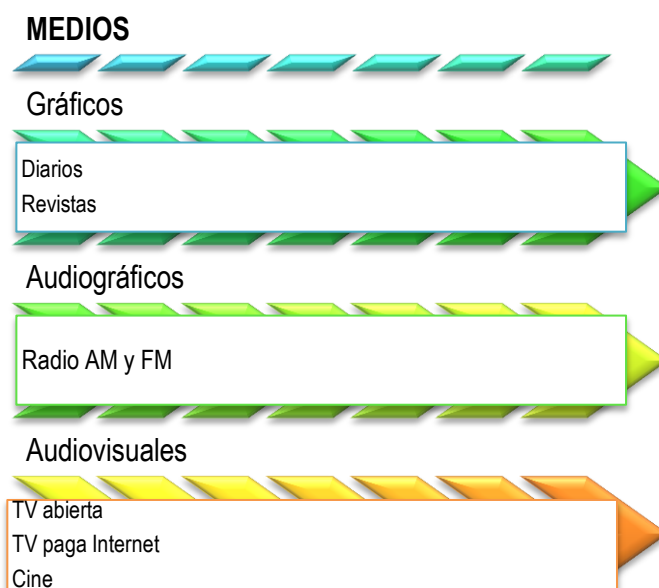 MEDIOS
Gráficos
Diarios
Revistas
Audiográficos
Radio AM y FM
Audiovisuales
TV abierta
TV paga Internet
Cine